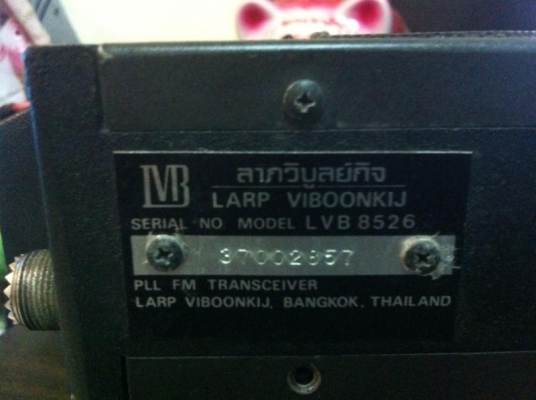 LVB
ลาภวิบูลย์กิจ
LARP VIBOONKIJ
SERIAL NO MODEL LVB 8526
37002857
PLL FM TRANSCEIVER
LARP VIBOONKIJ, BANGKOK, THAILAND